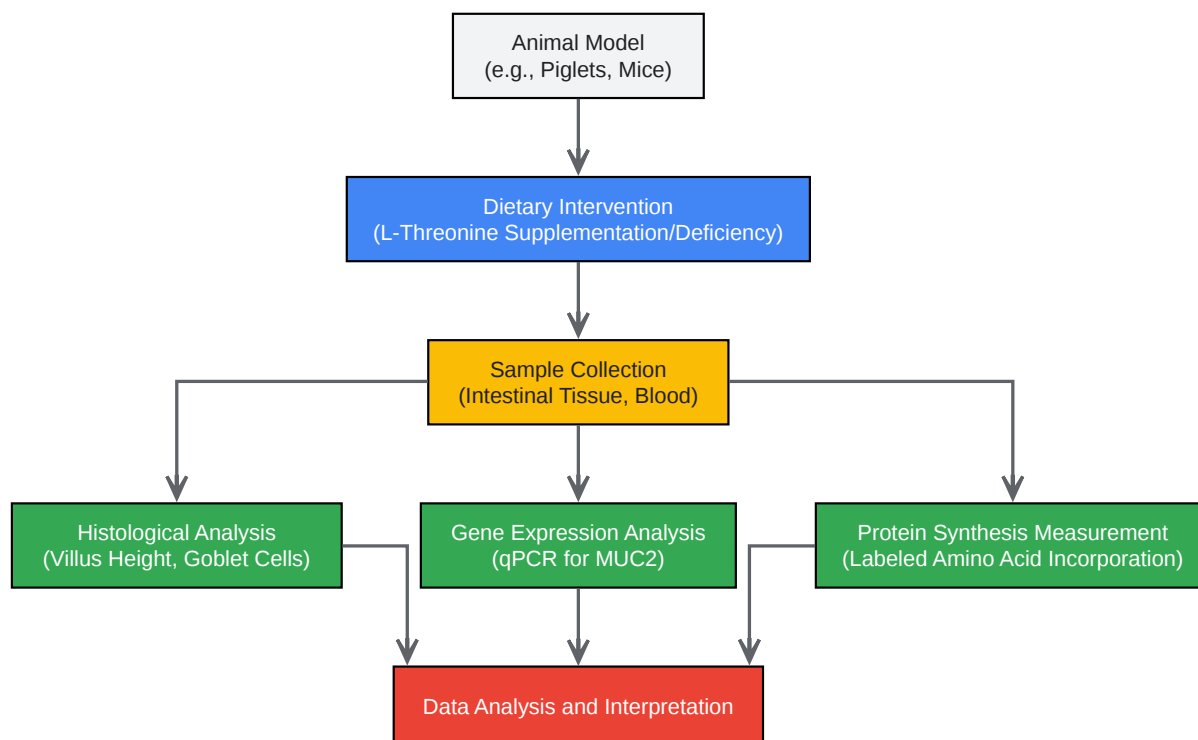 Animal Model
(e.g., Piglets, Mice)
Dietary Intervention
(L-Threonine Supplementation/Deficiency)
Sample Collection
(Intestinal Tissue, Blood)
Histological Analysis
(Villus Height, Goblet Cells)
Gene Expression Analysis
(qPCR for MUC2)
Protein Synthesis Measurement
(Labeled Amino Acid Incorporation)
Data Analysis and Interpretation